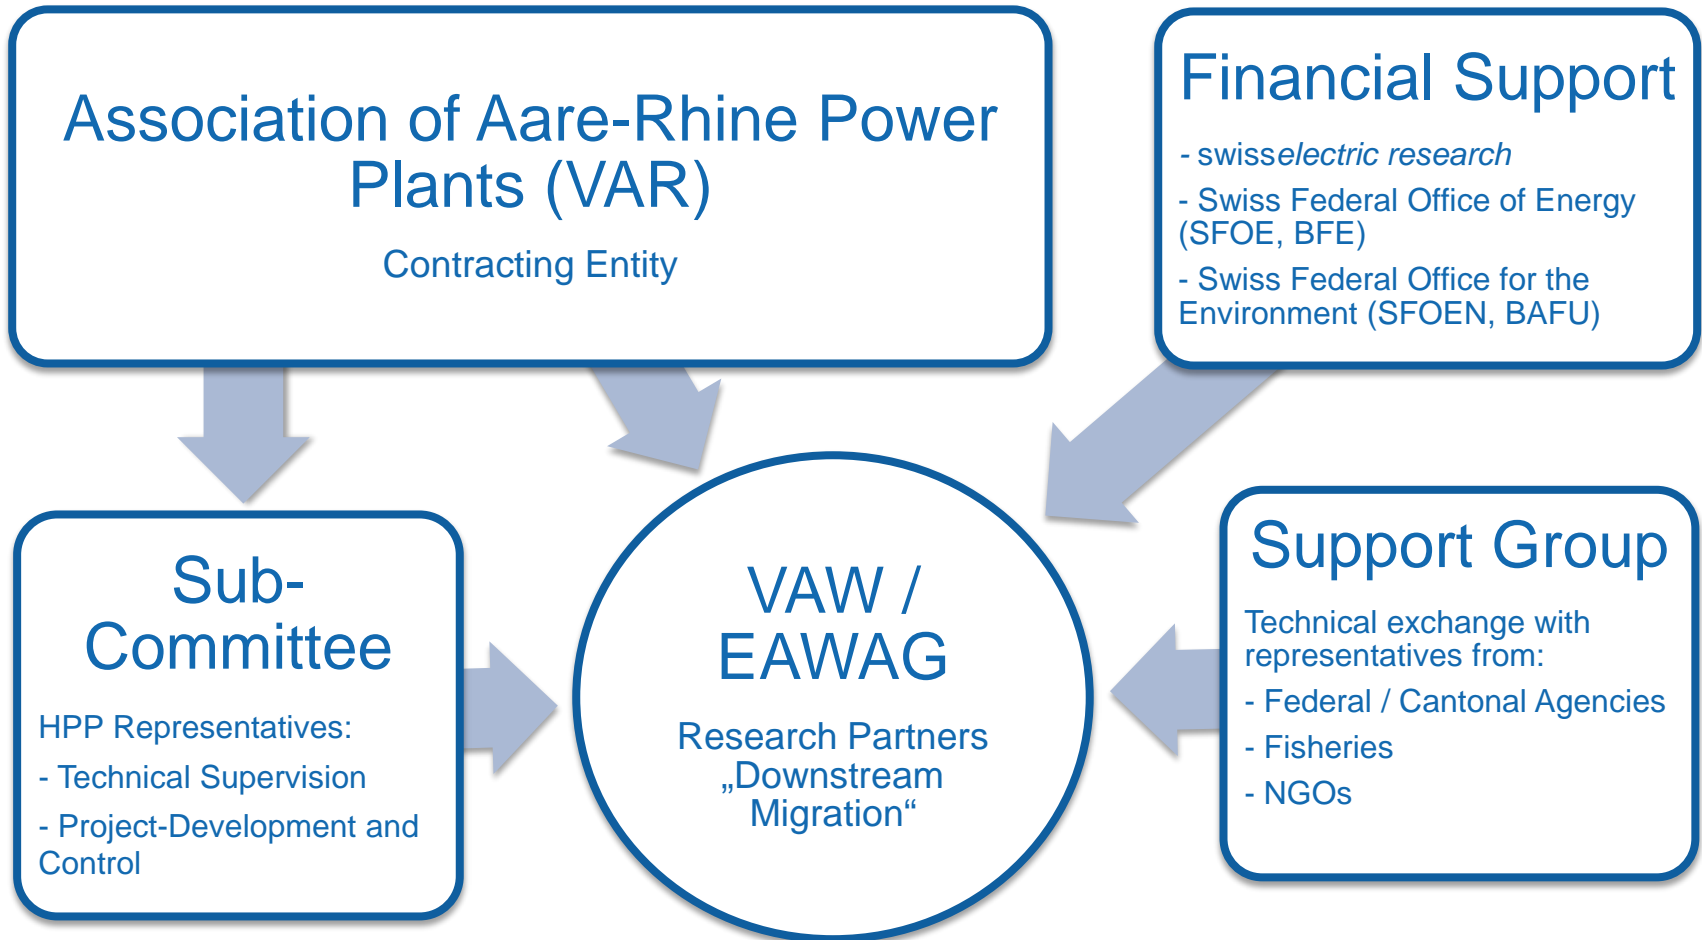 Association of Aare-Rhine Power
Plants (VAR)
Contracting Entity
Financial Support
- swisselectric research
- Swiss Federal Office of Energy
(SFOE, BFE)
- Swiss Federal Office for the
Environment (SFOEN, BAFU)
Sub-
Committee
HPP Representatives:
- Technical Supervision
- Project-Development and
Control
VAW /
EAWAG
Research Partners
„Downstream
Migration“
Support Group
Technical exchange with
representatives from:
- Federal / Cantonal Agencies
- Fisheries
- NGOs